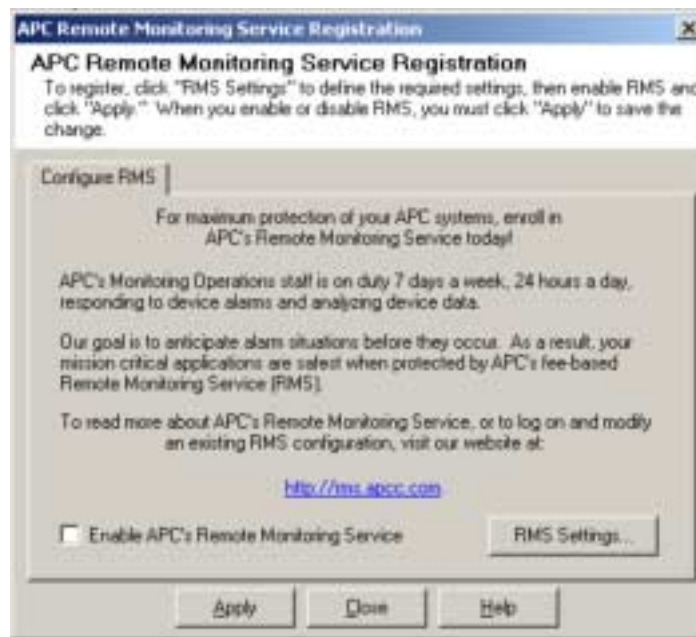 APC Remote Monitoring Service Registration
APC Remote Monitoring Service Registration
To register, click "RMS Settings" to define the required settings, then enable RMS and
click "Apply." When you enable or disable RMS, you must click "Apply" to save the
change.
Configure RMS
For maximum protection of your APC systems, enroll in
APC's Remote Monitoring Service today!
APC's Monitoring Operations staff is on duty 7 days a week, 24 hours a day,
responding to device alarms and analyzing device data.
Our goal is to anticipate alarm situations before they occur. As a result, your
mission critical applications are safest when protected by APC's fee-based
Remote Monitoring Service (RMS).
To read more about APC's Remote Monitoring Service, or to log on and modify
an existing RMS configuration, visit our website at:
http://rms.apcc.com
Enable APC's Remote Monitoring Service
RMS Settings...
Apply
Close
Help